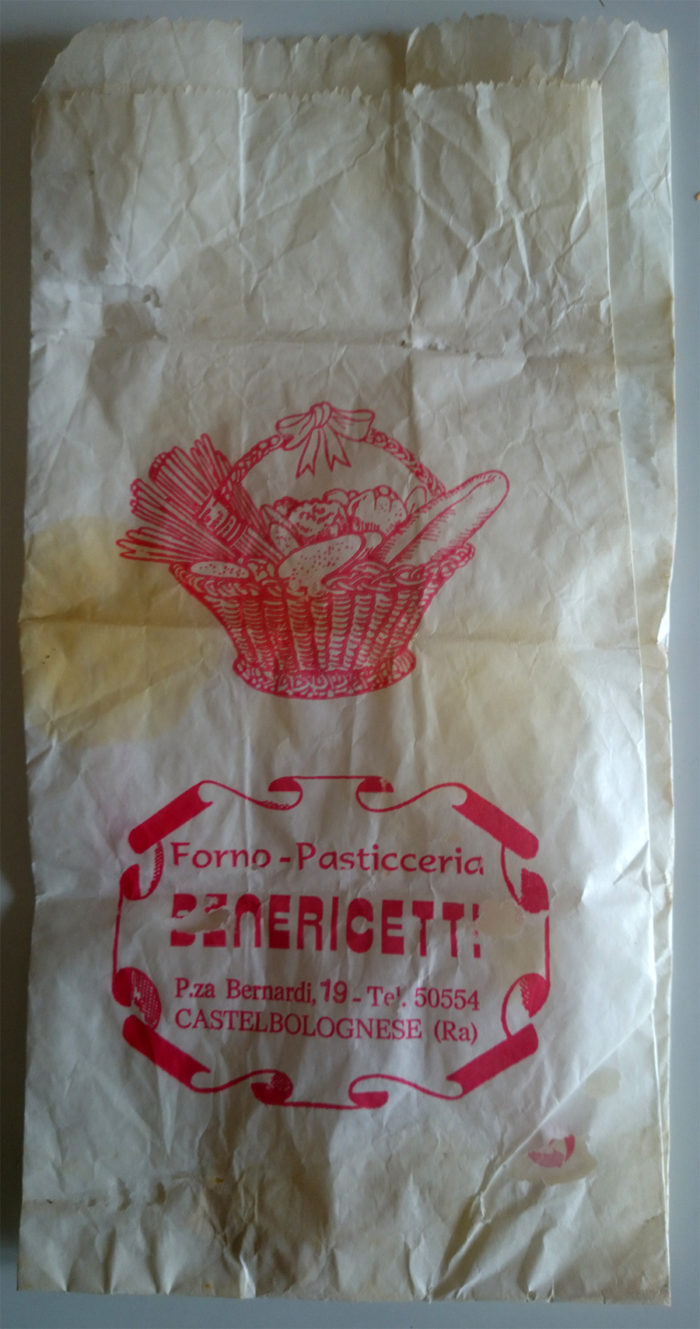 Forno - Pasticceria
BENERICETTI
P.za Bernardi, 19 - Tel. 50554
CASTELBOLOGNESE (Ra)